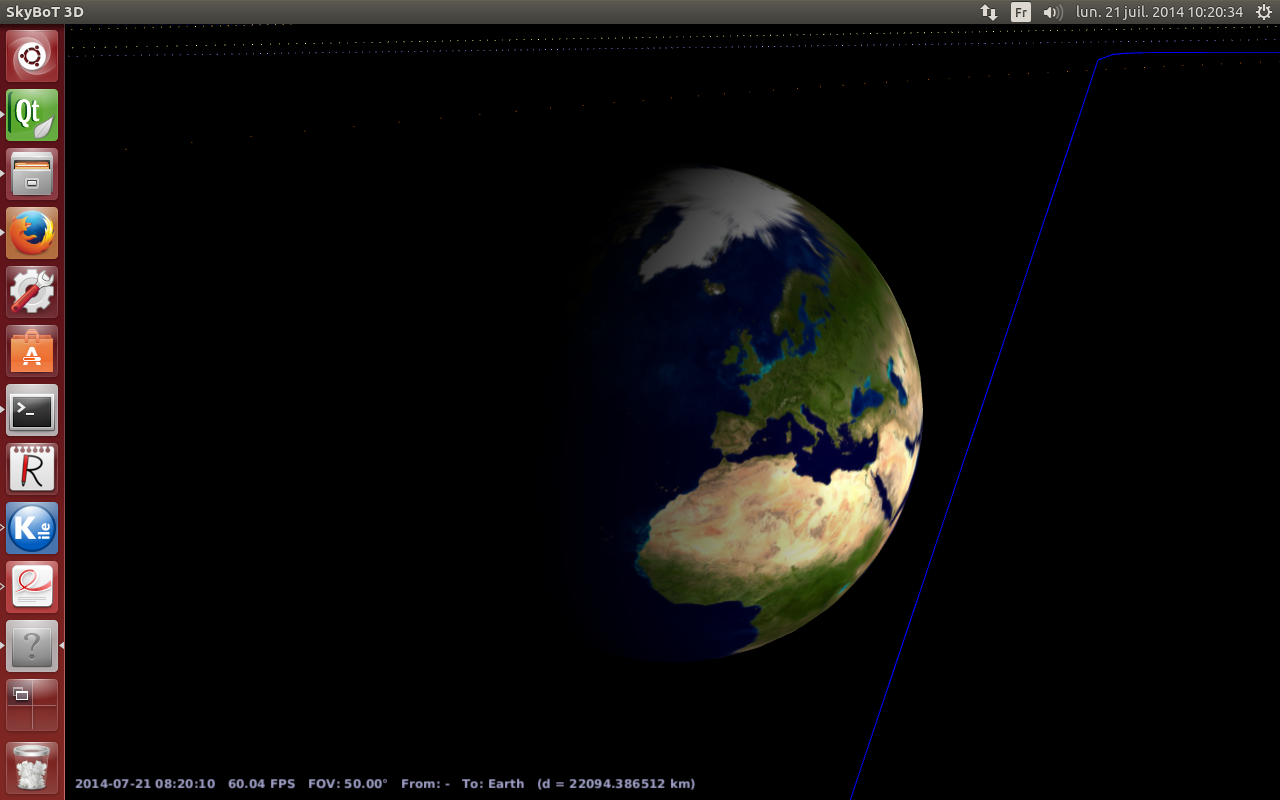 SkyBoT 3D
Fr
lun. 21 juil. 2014 10:20:34
Qt
A
>_
R
Kile
?
2014-07-21 08:20:10 60.04 FPS FOV: 50.00° From: - To: Earth (d = 22094.386512 km)